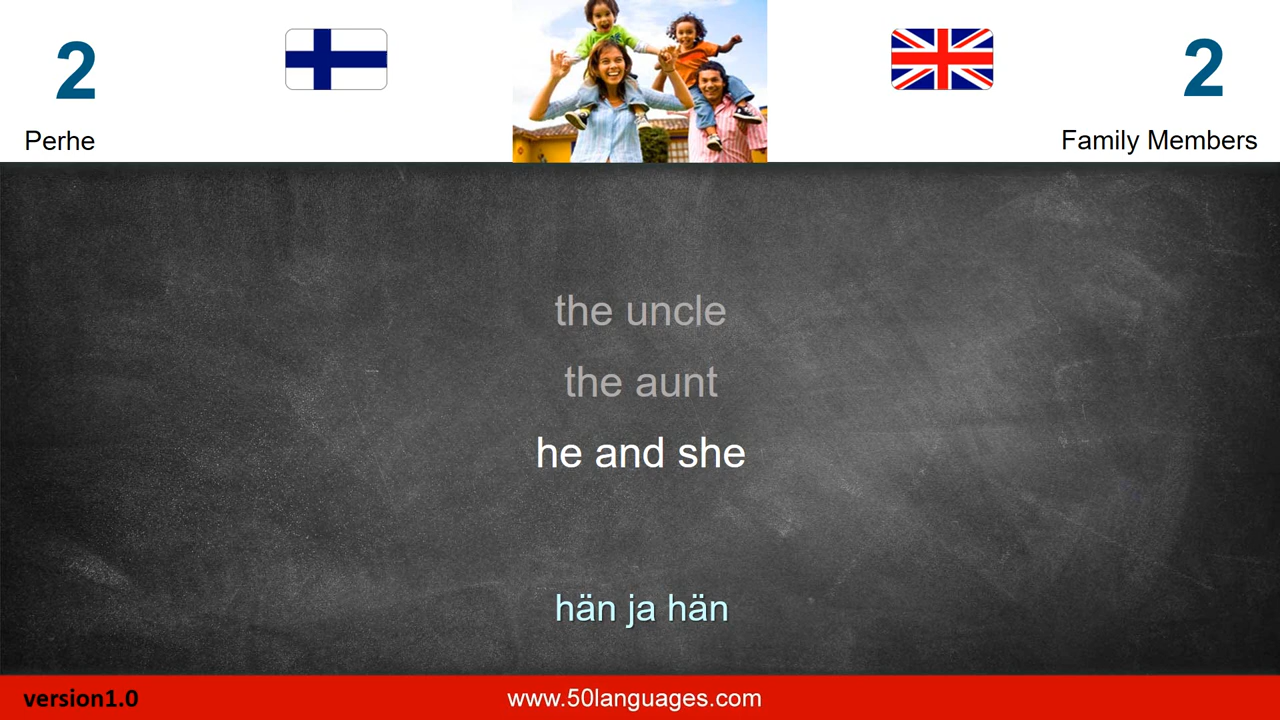 2
2
Perhe
Family Members
the uncle
the aunt
he and she
hän ja hän
version1.0
www.50languages.com